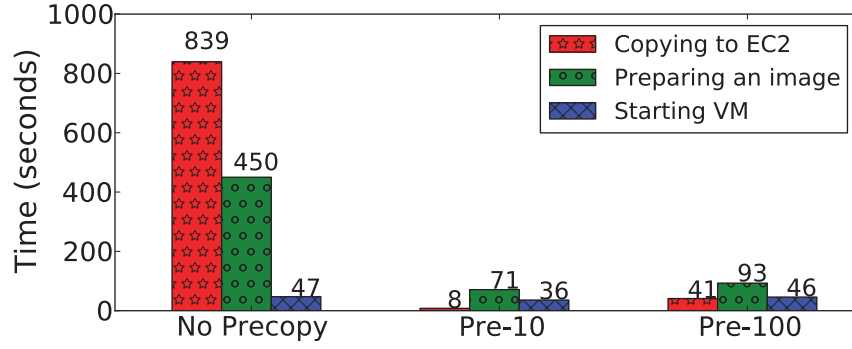 Time (seconds)
1000
800
600
400
200
0
839
450
47
8
71
36
41
93
46
No Precopy
Pre-10
Pre-100
Copying to EC2
Preparing an image
Starting VM